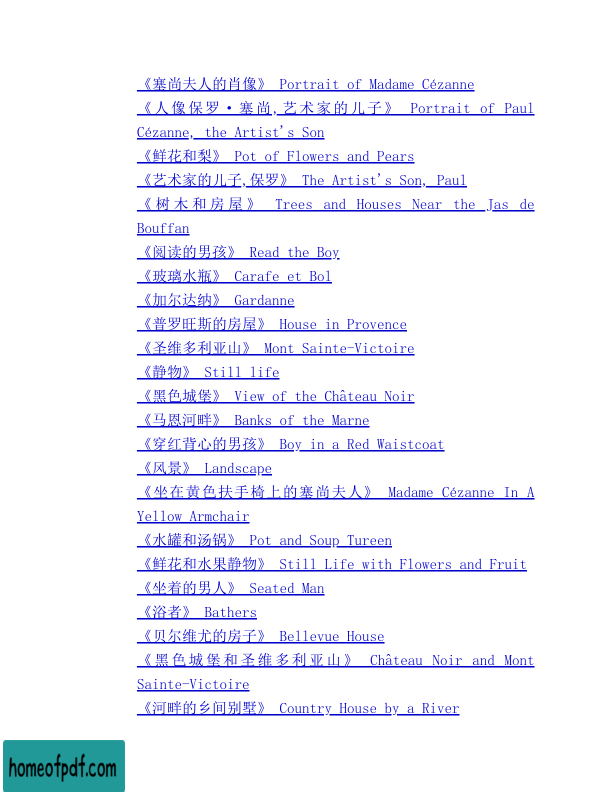 《塞尚夫人的肖像》 Portrait of Madame Cézanne
《人像保罗·塞尚,艺术家的儿子》 Portrait of Paul
Cézanne, the Artist's Son
《鲜花和梨》 Pot of Flowers and Pears
《艺术家的儿子,保罗》 The Artist's Son, Paul
《树木和房屋》 Trees and Houses Near the Jas de
Bouffan
《阅读的男孩》 Read the Boy
《玻璃水瓶》 Carafe et Bol
《加尔达纳》 Gardanne
《普罗旺斯的房屋》 House in Provence
《圣维多利亚山》 Mont Sainte-Victoire
《静物》 Still life
《黑色城堡》 View of the Château Noir
《马恩河畔》 Banks of the Marne
《穿红背心的男孩》 Boy in a Red Waistcoat
《风景》 Landscape
《坐在黄色扶手椅上的塞尚夫人》 Madame Cézanne In A
Yellow Armchair
《水罐和汤锅》 Pot and Soup Tureen
《鲜花和水果静物》 Still Life with Flowers and Fruit
《坐着的男人》 Seated Man
《浴者》 Bathers
《贝尔维尤的房子》 Bellevue House
《黑色城堡和圣维多利亚山》 Château Noir and Mont
Sainte-Victoire
《河畔的乡间别墅》 Country House by a River
homeofpdf.com